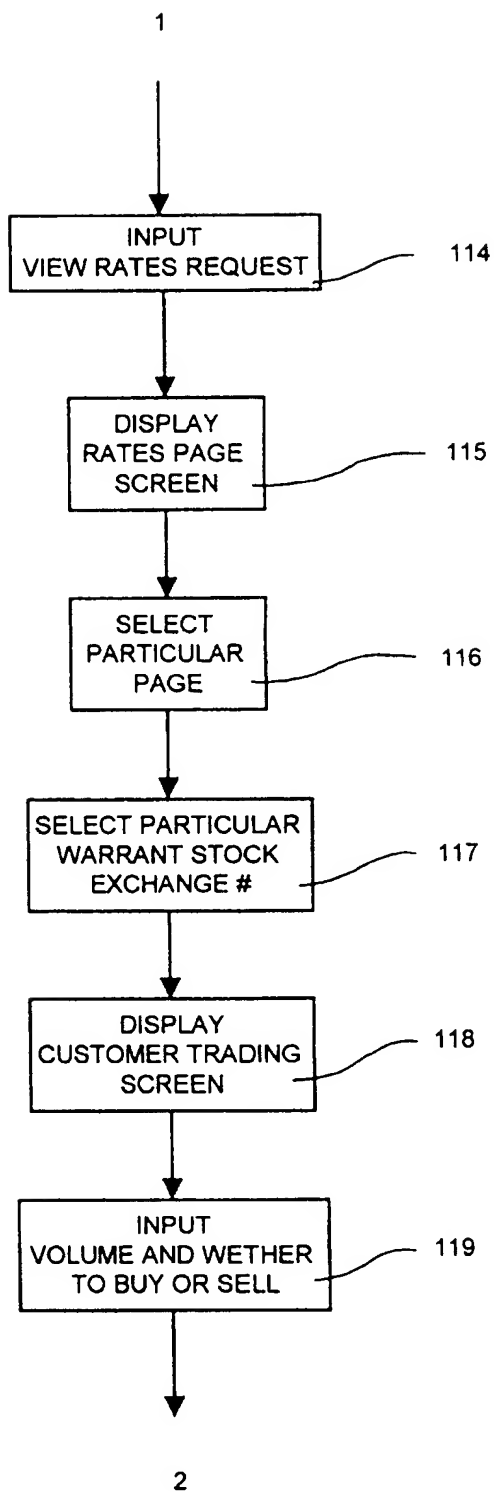 1
INPUT
VIEW RATES REQUEST
114
DISPLAY
RATES PAGE
SCREEN
115
SELECT
PARTICULAR
PAGE
116
SELECT PARTICULAR
WARRANT STOCK
EXCHANGE #
117
DISPLAY
CUSTOMER TRADING
SCREEN
118
INPUT
VOLUME AND WETHER
TO BUY OR SELL
119
2